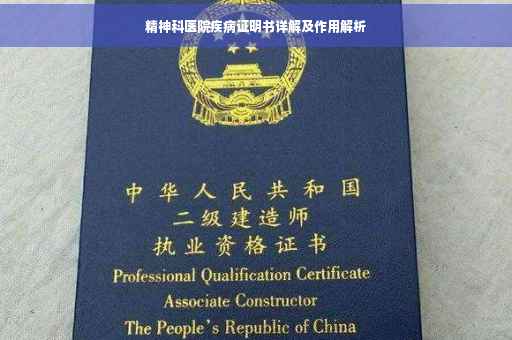 精神科医院疾病证明书详解及作用解析
中华人民共和国
二级建造师
执业资格证书
Professional Qualification Certificate
Associate Constructor
The People's Republic of China